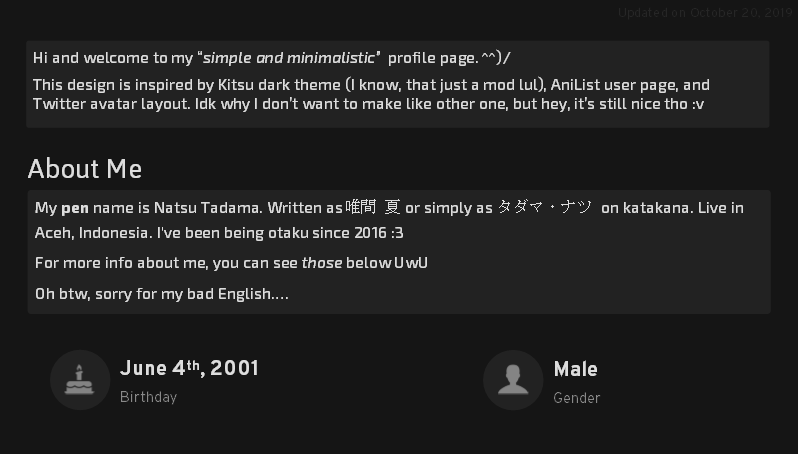 Updated on October 20, 2019
Hi and welcome to my “simple and minimalistic” profile page. ^^)/
This design is inspired by Kitsu dark theme (I know, that just a mod lul), AniList user page, and
Twitter avatar layout. Idk why I don't want to make like other one, but hey, it's still nice tho :v
About Me
My pen name is Natsu Tadama. Written as 唯間 夏 or simply as タダマ・ナツ on katakana. Live in
Aceh, Indonesia. I've been being otaku since 2016 :3
For more info about me, you can see those below UwU
Oh btw, sorry for my bad English....
June 4th, 2001
Birthday
Male
Gender